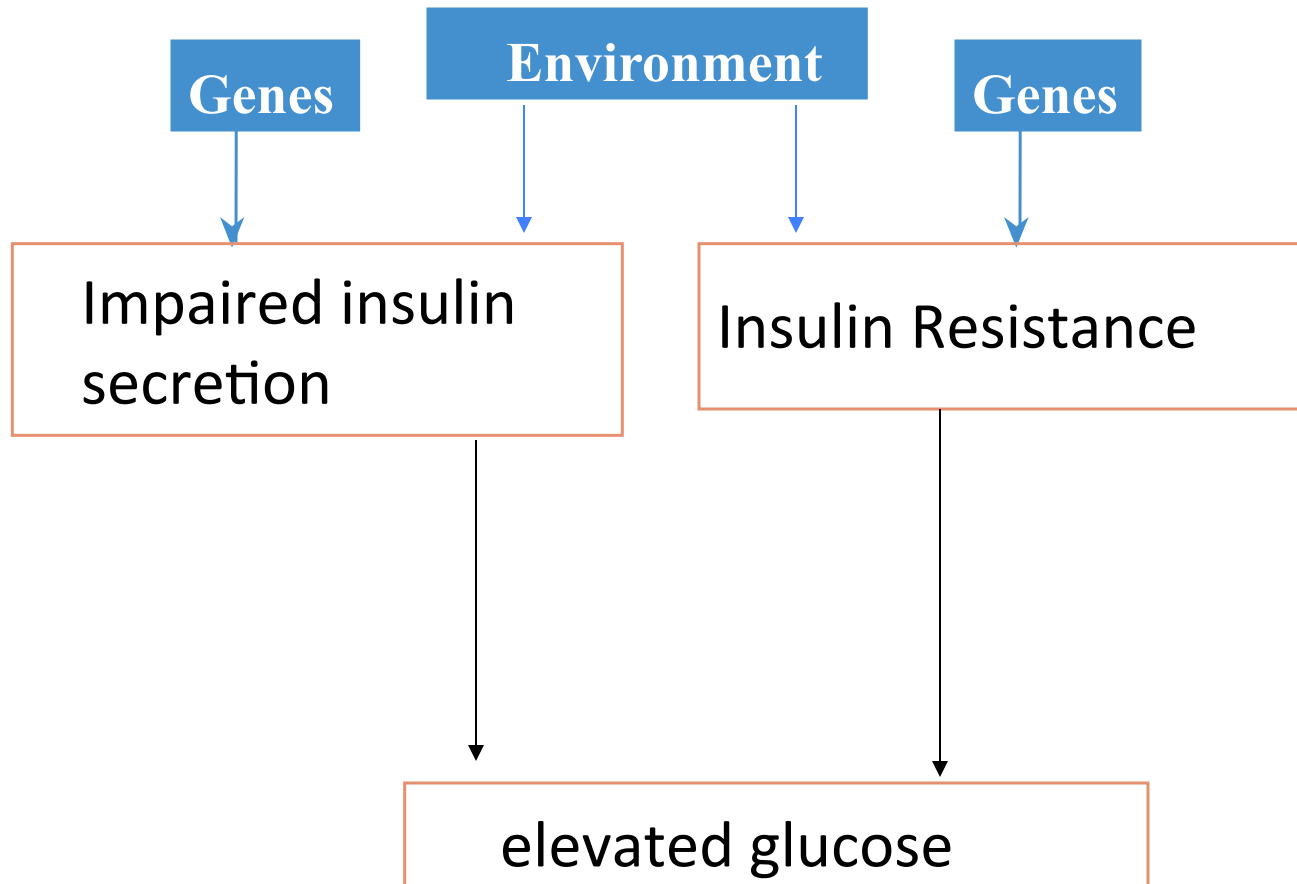 Genes
Environment
Genes
Impaired insulin
secretion
Insulin Resistance
elevated glucose